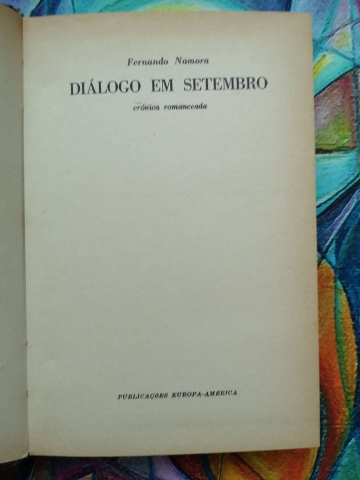 Fernando Namora
DIÁLOGO EM SETEMBRO
crónica romanceada
PUBLICAÇÕES EUROPA-AMÉRICA